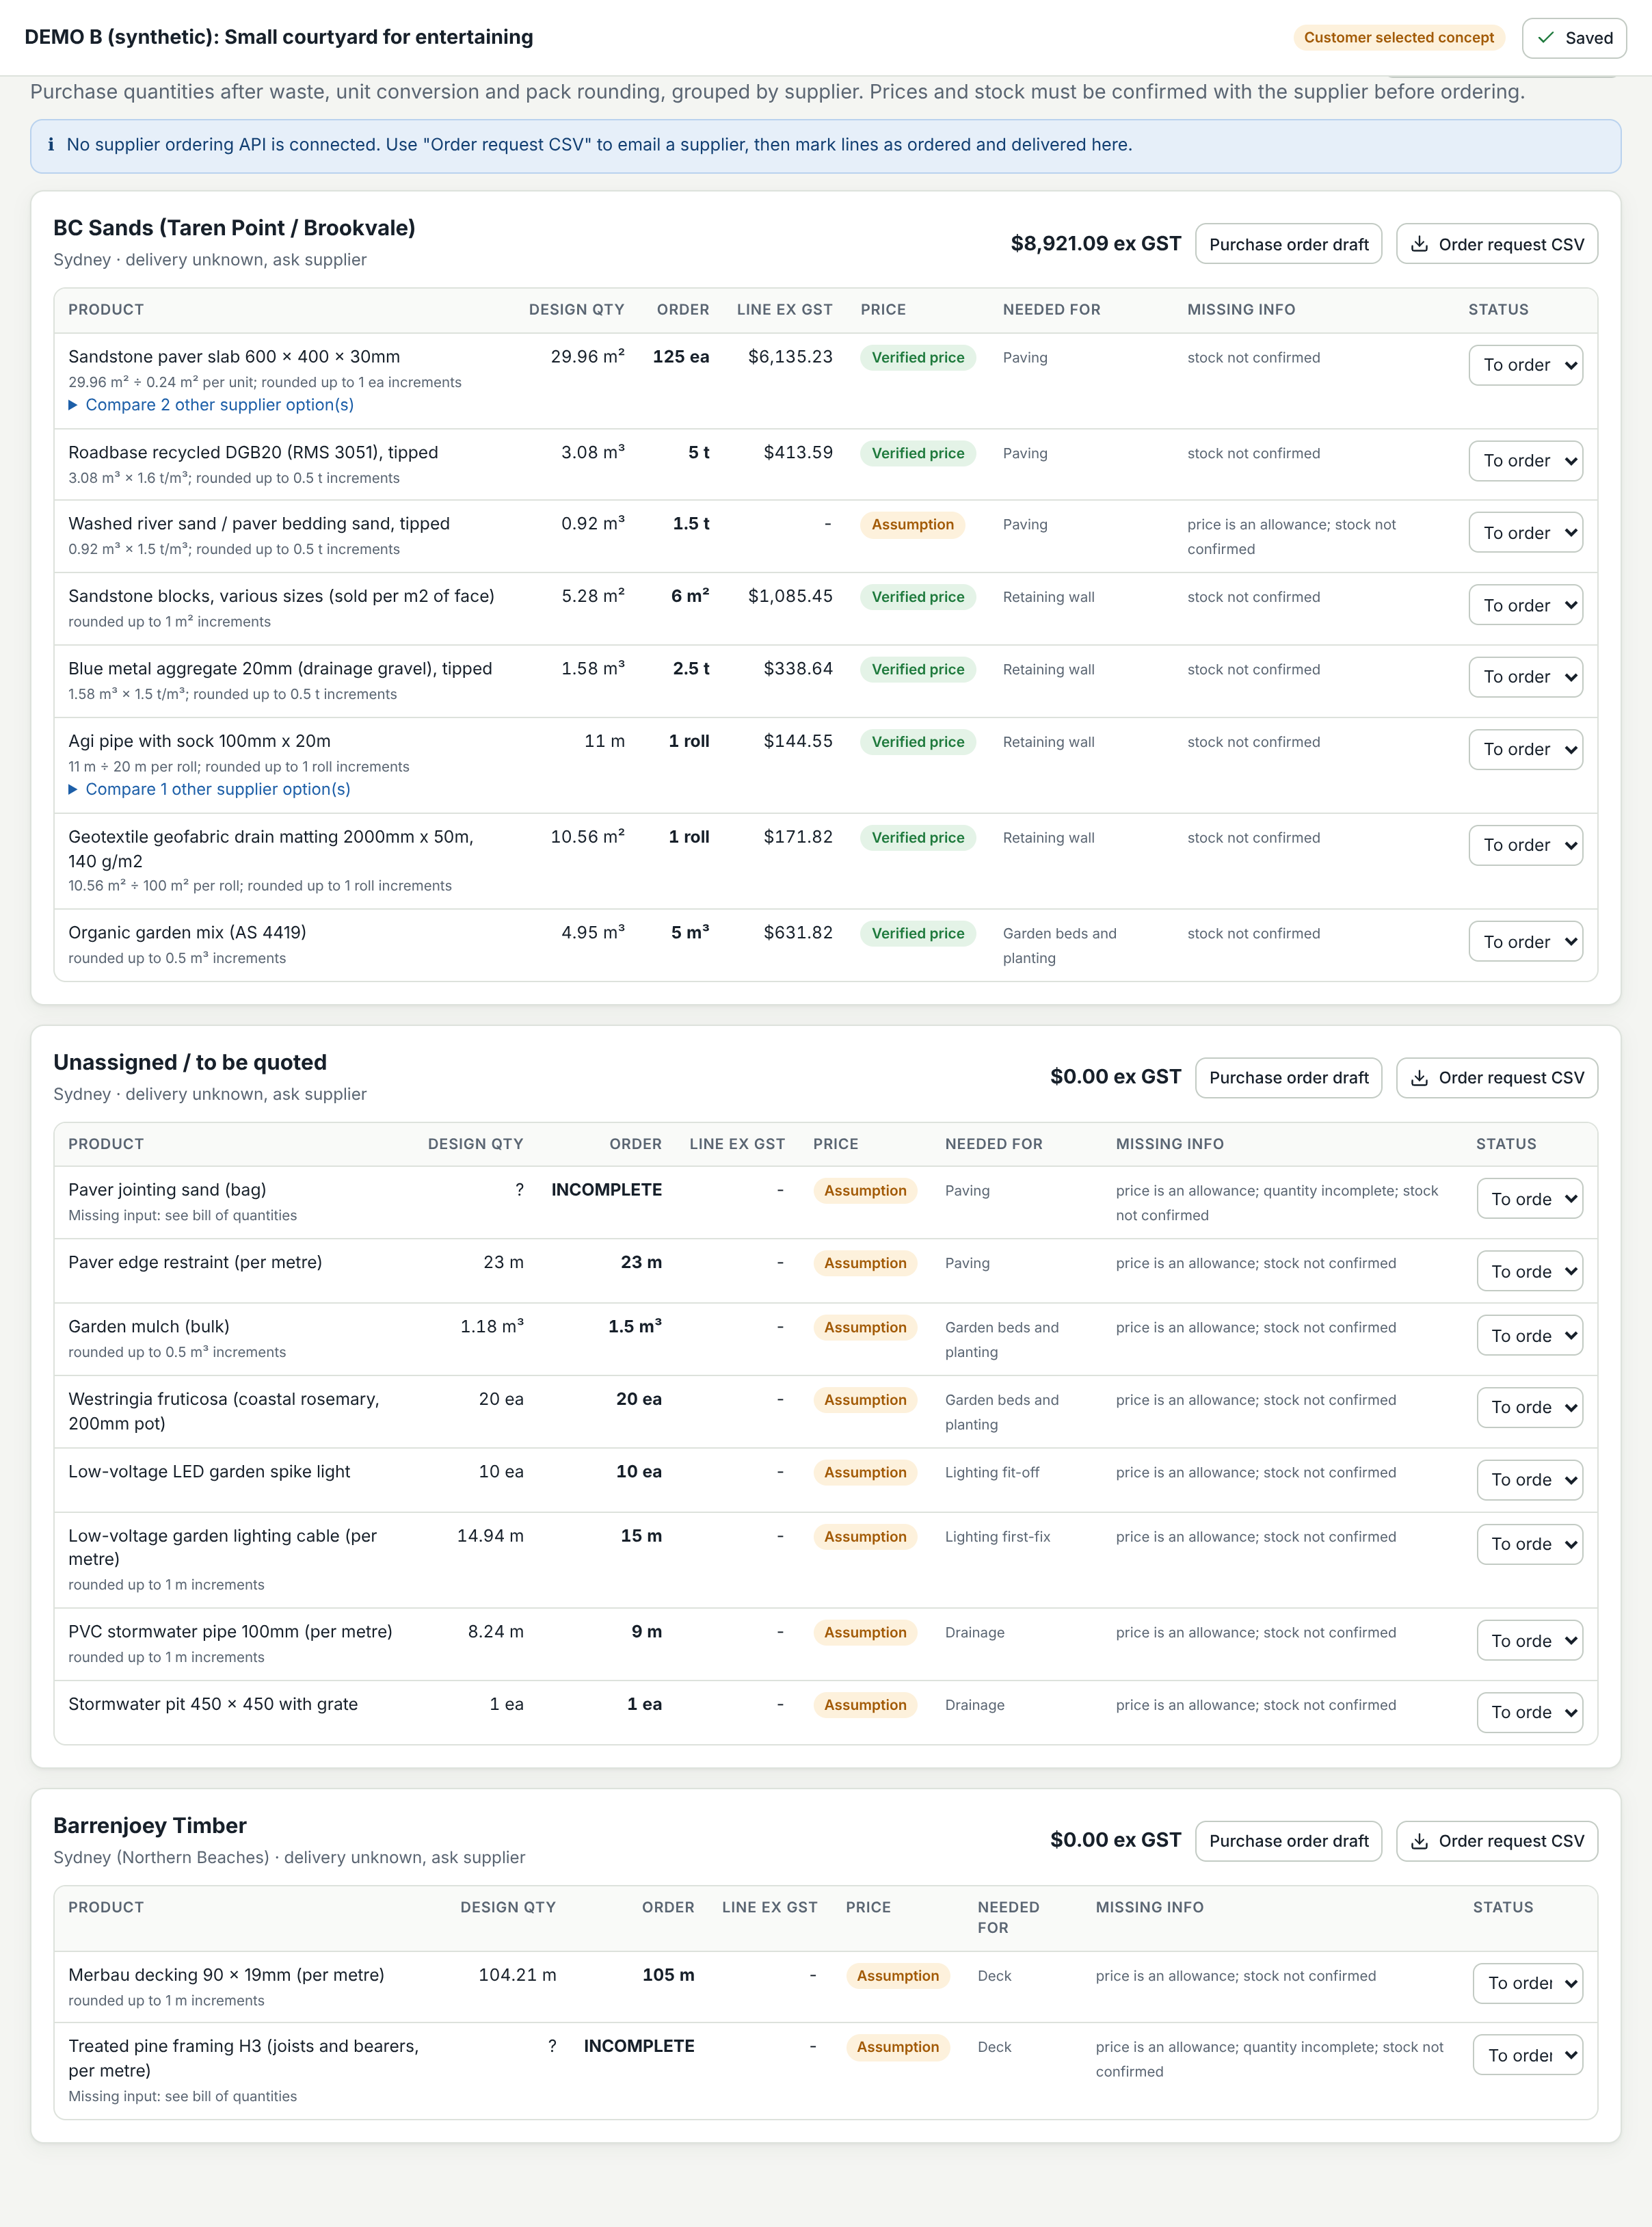 DEMO B (synthetic): Small courtyard for entertaining
Customer selected concept
Saved
Purchase quantities after waste, unit conversion and pack rounding, grouped by supplier. Prices and stock must be confirmed with the supplier before ordering.
i No supplier ordering API is connected. Use "Order request CSV" to email a supplier, then mark lines as ordered and delivered here.
BC Sands (Taren Point / Brookvale)
Sydney · delivery unknown, ask supplier
$8,921.09 ex GST
Purchase order draft
Order request CSV
PRODUCT DESIGN QTY ORDER LINE EX GST PRICE NEEDED FOR MISSING INFO STATUS
Sandstone paver slab 600 × 400 × 30mm 29.96 m² 125 ea $6,135.23 Verified price Paving stock not confirmed To order
29.96 m² ÷ 0.24 m² per unit; rounded up to 1 ea increments
Compare 2 other supplier option(s)
Roadbase recycled DGB20 (RMS 3051), tipped 3.08 m³ 5 t $413.59 Verified price Paving stock not confirmed To order
3.08 m³ × 1.6 t/m³; rounded up to 0.5 t increments
Washed river sand / paver bedding sand, tipped 0.92 m³ 1.5 t - Assumption Paving price is an allowance; stock not To order
0.92 m³ × 1.5 t/m³; rounded up to 0.5 t increments confirmed
Sandstone blocks, various sizes (sold per m2 of face) 5.28 m² 6 m² $1,085.45 Verified price Retaining wall stock not confirmed To order
rounded up to 1 m² increments
Blue metal aggregate 20mm (drainage gravel), tipped 1.58 m³ 2.5 t $338.64 Verified price Retaining wall stock not confirmed To order
1.58 m³ × 1.5 t/m³; rounded up to 0.5 t increments
Agi pipe with sock 100mm x 20m 11 m 1 roll $144.55 Verified price Retaining wall stock not confirmed To order
11 m ÷ 20 m per roll; rounded up to 1 roll increments
Compare 1 other supplier option(s)
Geotextile geofabric drain matting 2000mm x 50m, 10.56 m² 1 roll $171.82 Verified price Retaining wall stock not confirmed To order
140 g/m2
10.56 m² ÷ 100 m² per roll; rounded up to 1 roll increments
Organic garden mix (AS 4419) 4.95 m³ 5 m³ $631.82 Verified price Garden beds and stock not confirmed To order
rounded up to 0.5 m³ increments planting
Unassigned / to be quoted
Sydney · delivery unknown, ask supplier
$0.00 ex GST
Purchase order draft
Order request CSV
PRODUCT DESIGN QTY ORDER LINE EX GST PRICE NEEDED FOR MISSING INFO STATUS
Paver jointing sand (bag) ? INCOMPLETE - Assumption Paving price is an allowance; quantity incomplete; stock To orde
Missing input: see bill of quantities not confirmed
Paver edge restraint (per metre) 23 m 23 m - Assumption Paving price is an allowance; stock not confirmed To orde
Garden mulch (bulk) 1.18 m³ 1.5 m³ - Assumption Garden beds and price is an allowance; stock not confirmed To orde
rounded up to 0.5 m³ increments planting
Westringia fruticosa (coastal rosemary, 20 ea 20 ea - Assumption Garden beds and price is an allowance; stock not confirmed To orde
200mm pot) planting
Low-voltage LED garden spike light 10 ea 10 ea - Assumption Lighting fit-off price is an allowance; stock not confirmed To orde
Low-voltage garden lighting cable (per 14.94 m 15 m - Assumption Lighting first-fix price is an allowance; stock not confirmed To orde
metre)
rounded up to 1 m increments
PVC stormwater pipe 100mm (per metre) 8.24 m 9 m - Assumption Drainage price is an allowance; stock not confirmed To orde
rounded up to 1 m increments
Stormwater pit 450 × 450 with grate 1 ea 1 ea - Assumption Drainage price is an allowance; stock not confirmed To orde
Barrenjoey Timber
Sydney (Northern Beaches) · delivery unknown, ask supplier
$0.00 ex GST
Purchase order draft
Order request CSV
PRODUCT DESIGN QTY ORDER LINE EX GST PRICE NEEDED MISSING INFO STATUS
FOR
Merbau decking 90 × 19mm (per metre) 104.21 m 105 m - Assumption Deck price is an allowance; stock not confirmed To order
rounded up to 1 m increments
Treated pine framing H3 (joists and bearers, ? INCOMPLETE - Assumption Deck price is an allowance; quantity incomplete; stock not To order
per metre) confirmed
Missing input: see bill of quantities